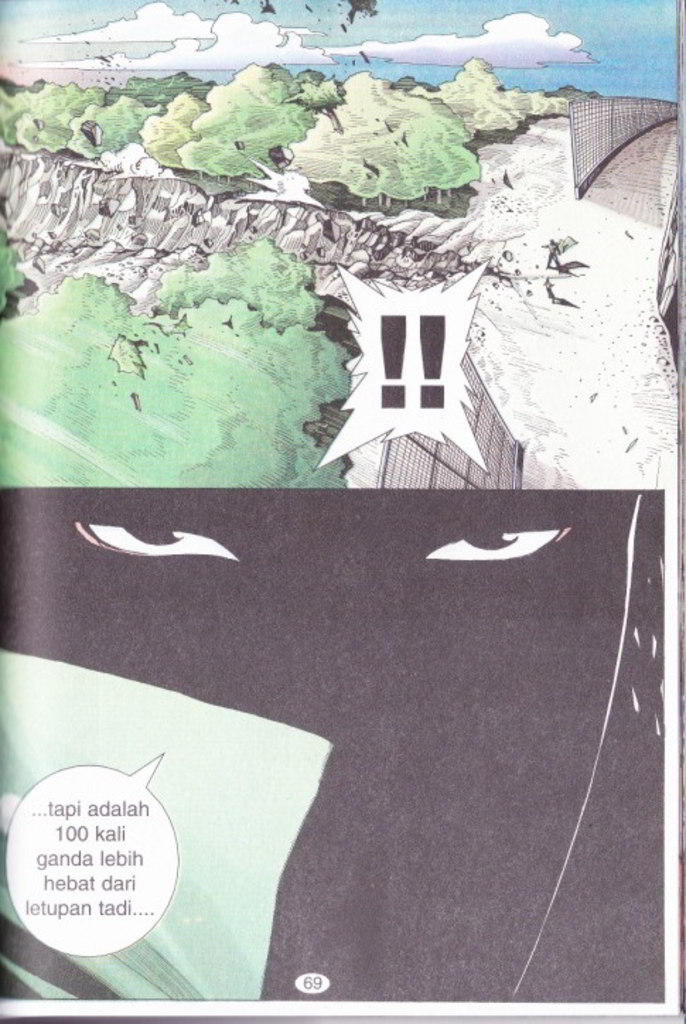 !!
...tapi adalah
100 kali
ganda lebih
hebat dari
letupan tadi....
69